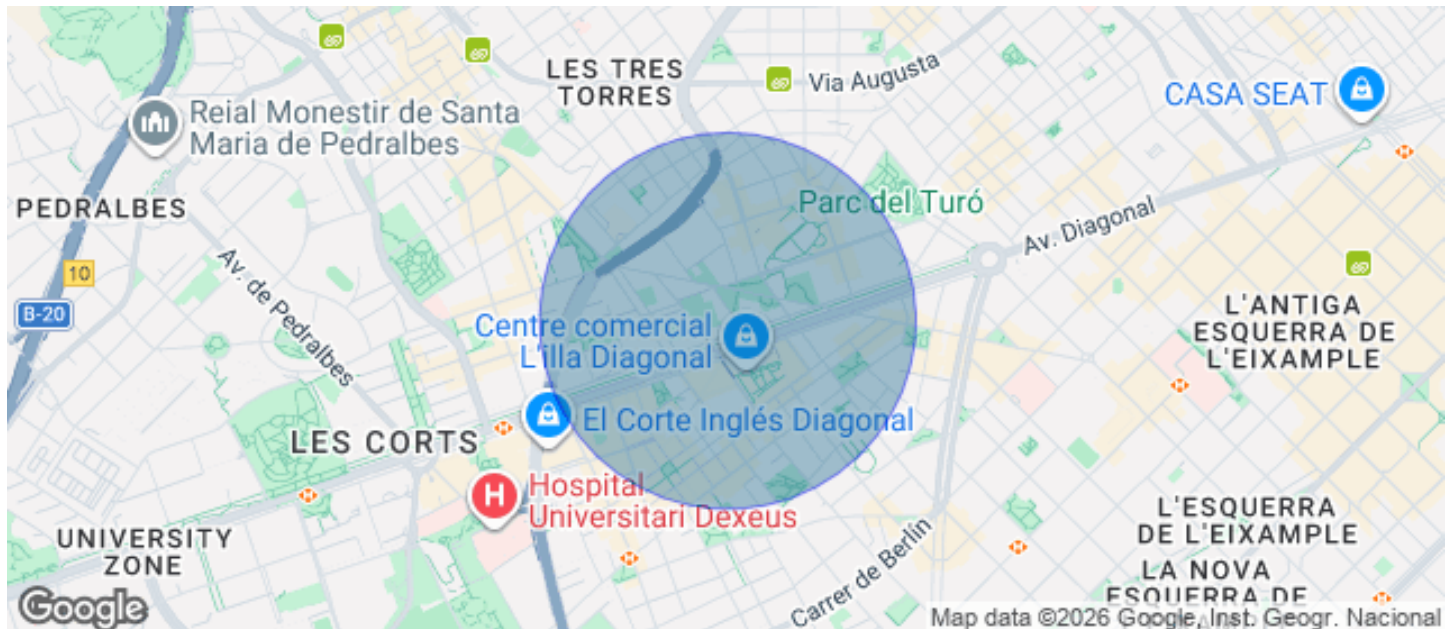 LES TRES
TORRES
Via Augusta
CASA SEAT
Reial Monestir de Santa
Maria de Pedralbes
PEDRALBES
Parc del Turó
Av. Diagonal
10
B-20
Av. de Pedralbes
L'ANTIGA
ESQUERRA DE
L'EIXAMPLE
Centre comercial
L'illa Diagonal
El Corte Inglés Diagonal
LES CORTS
H
Hospital
Universitari Dexeus
L'ESQUERRA
DE L'EIXAMPLE
UNIVERSITY
ZONE
Carrer de Berlín
LA NOVA
ESQUERRA DE
Google
Map data ©2026 Google, Inst. Geogr. Nacional